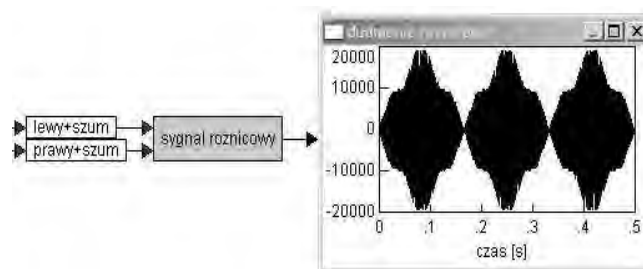 lewy+szum
prawy+szum
sygnal roznicowy
20000
10000
0
-10000
-20000
0
.1
.2
.3
.4
.5
czas [s]